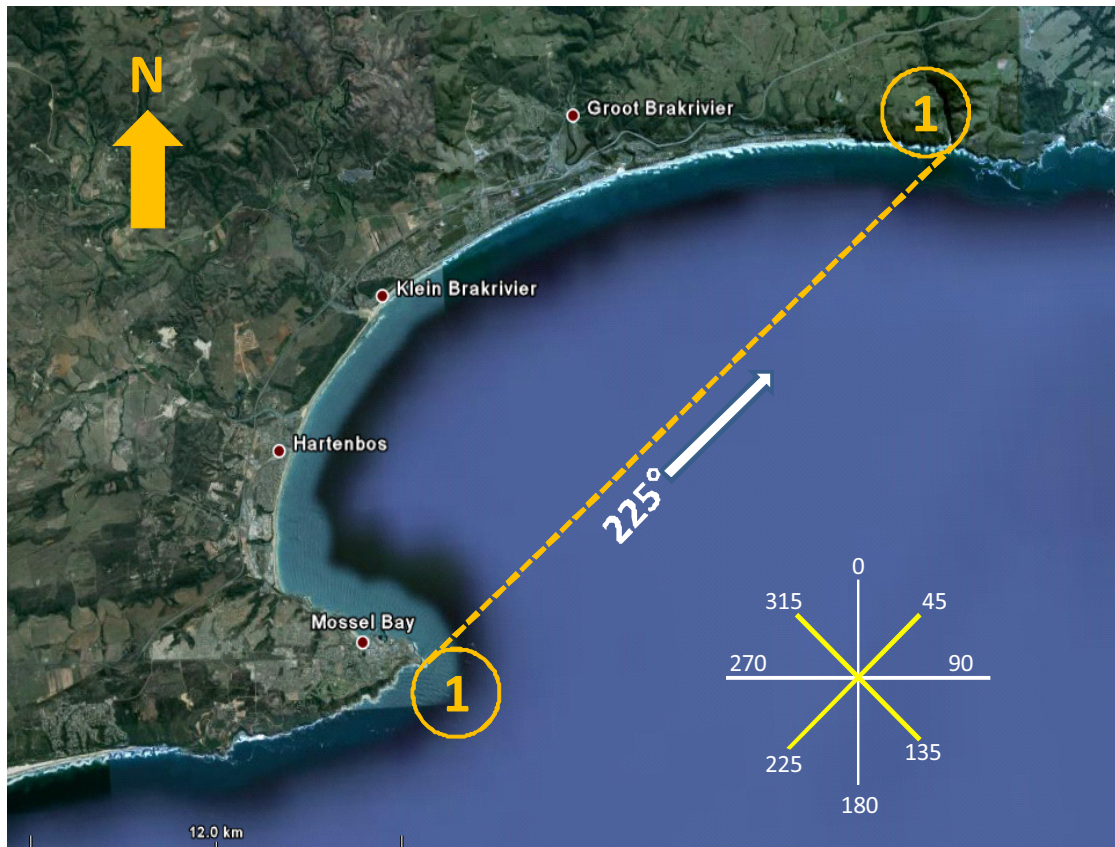 N
Groot Brakrivier
1
Klein Brakrivier
Hartenbos
225°
Mossel Bay
1
0
315
45
270
90
225
135
180
12.0 km